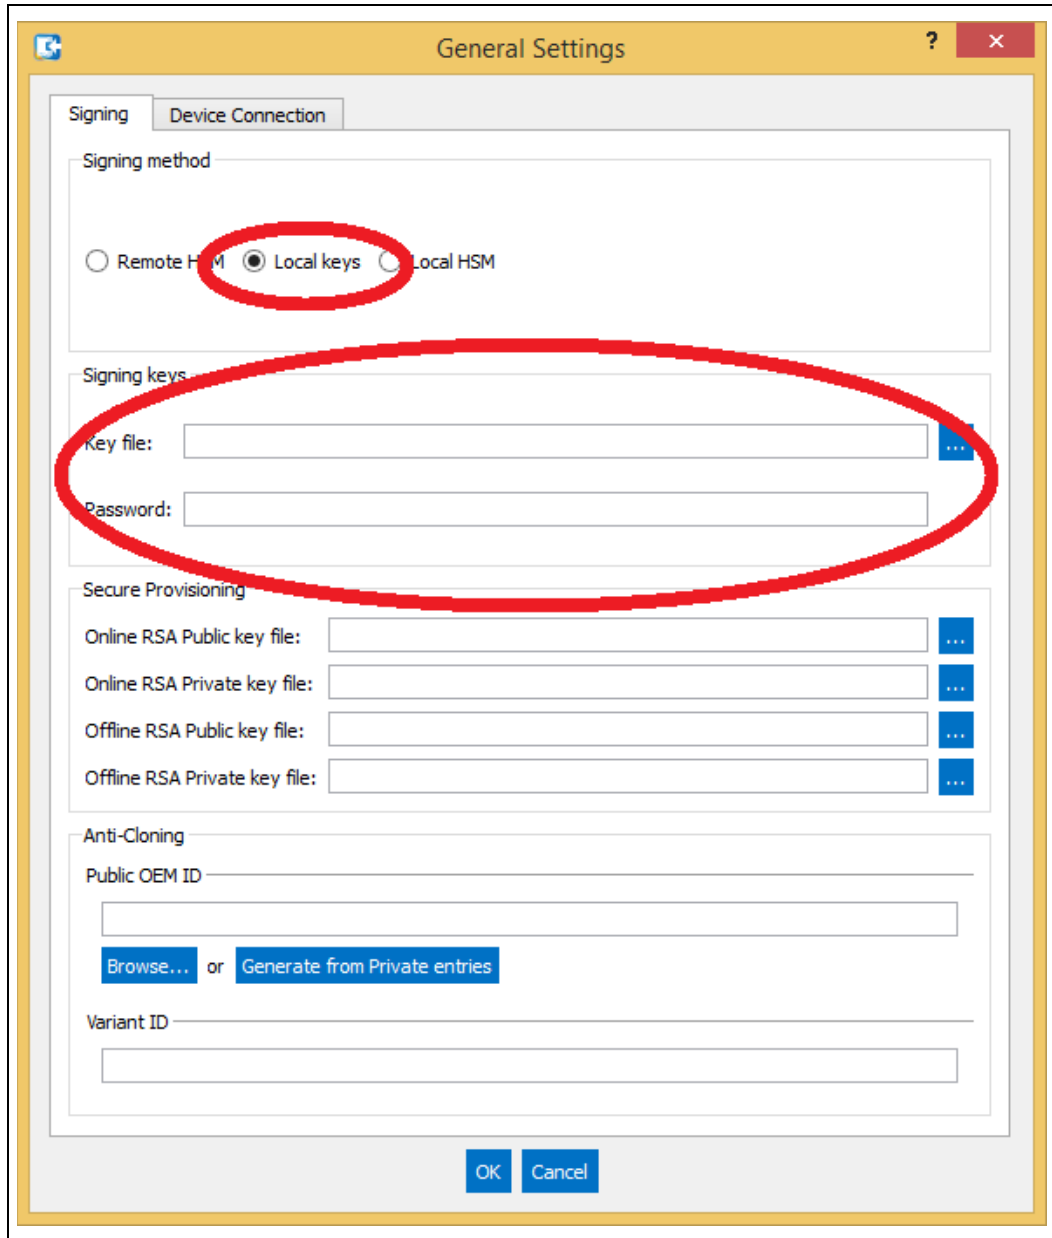 General Settings
?
Signing
Device Connection
Signing method
Remote HSM
Local keys
Local HSM
Signing keys
Key file:
...
Password:
Secure Provisioning
Online RSA Public key file:
...
Online RSA Private key file:
...
Offline RSA Public key file:
...
Offline RSA Private key file:
...
Anti-Cloning
Public OEM ID
Browse... or Generate from Private entries
Variant ID
OK Cancel